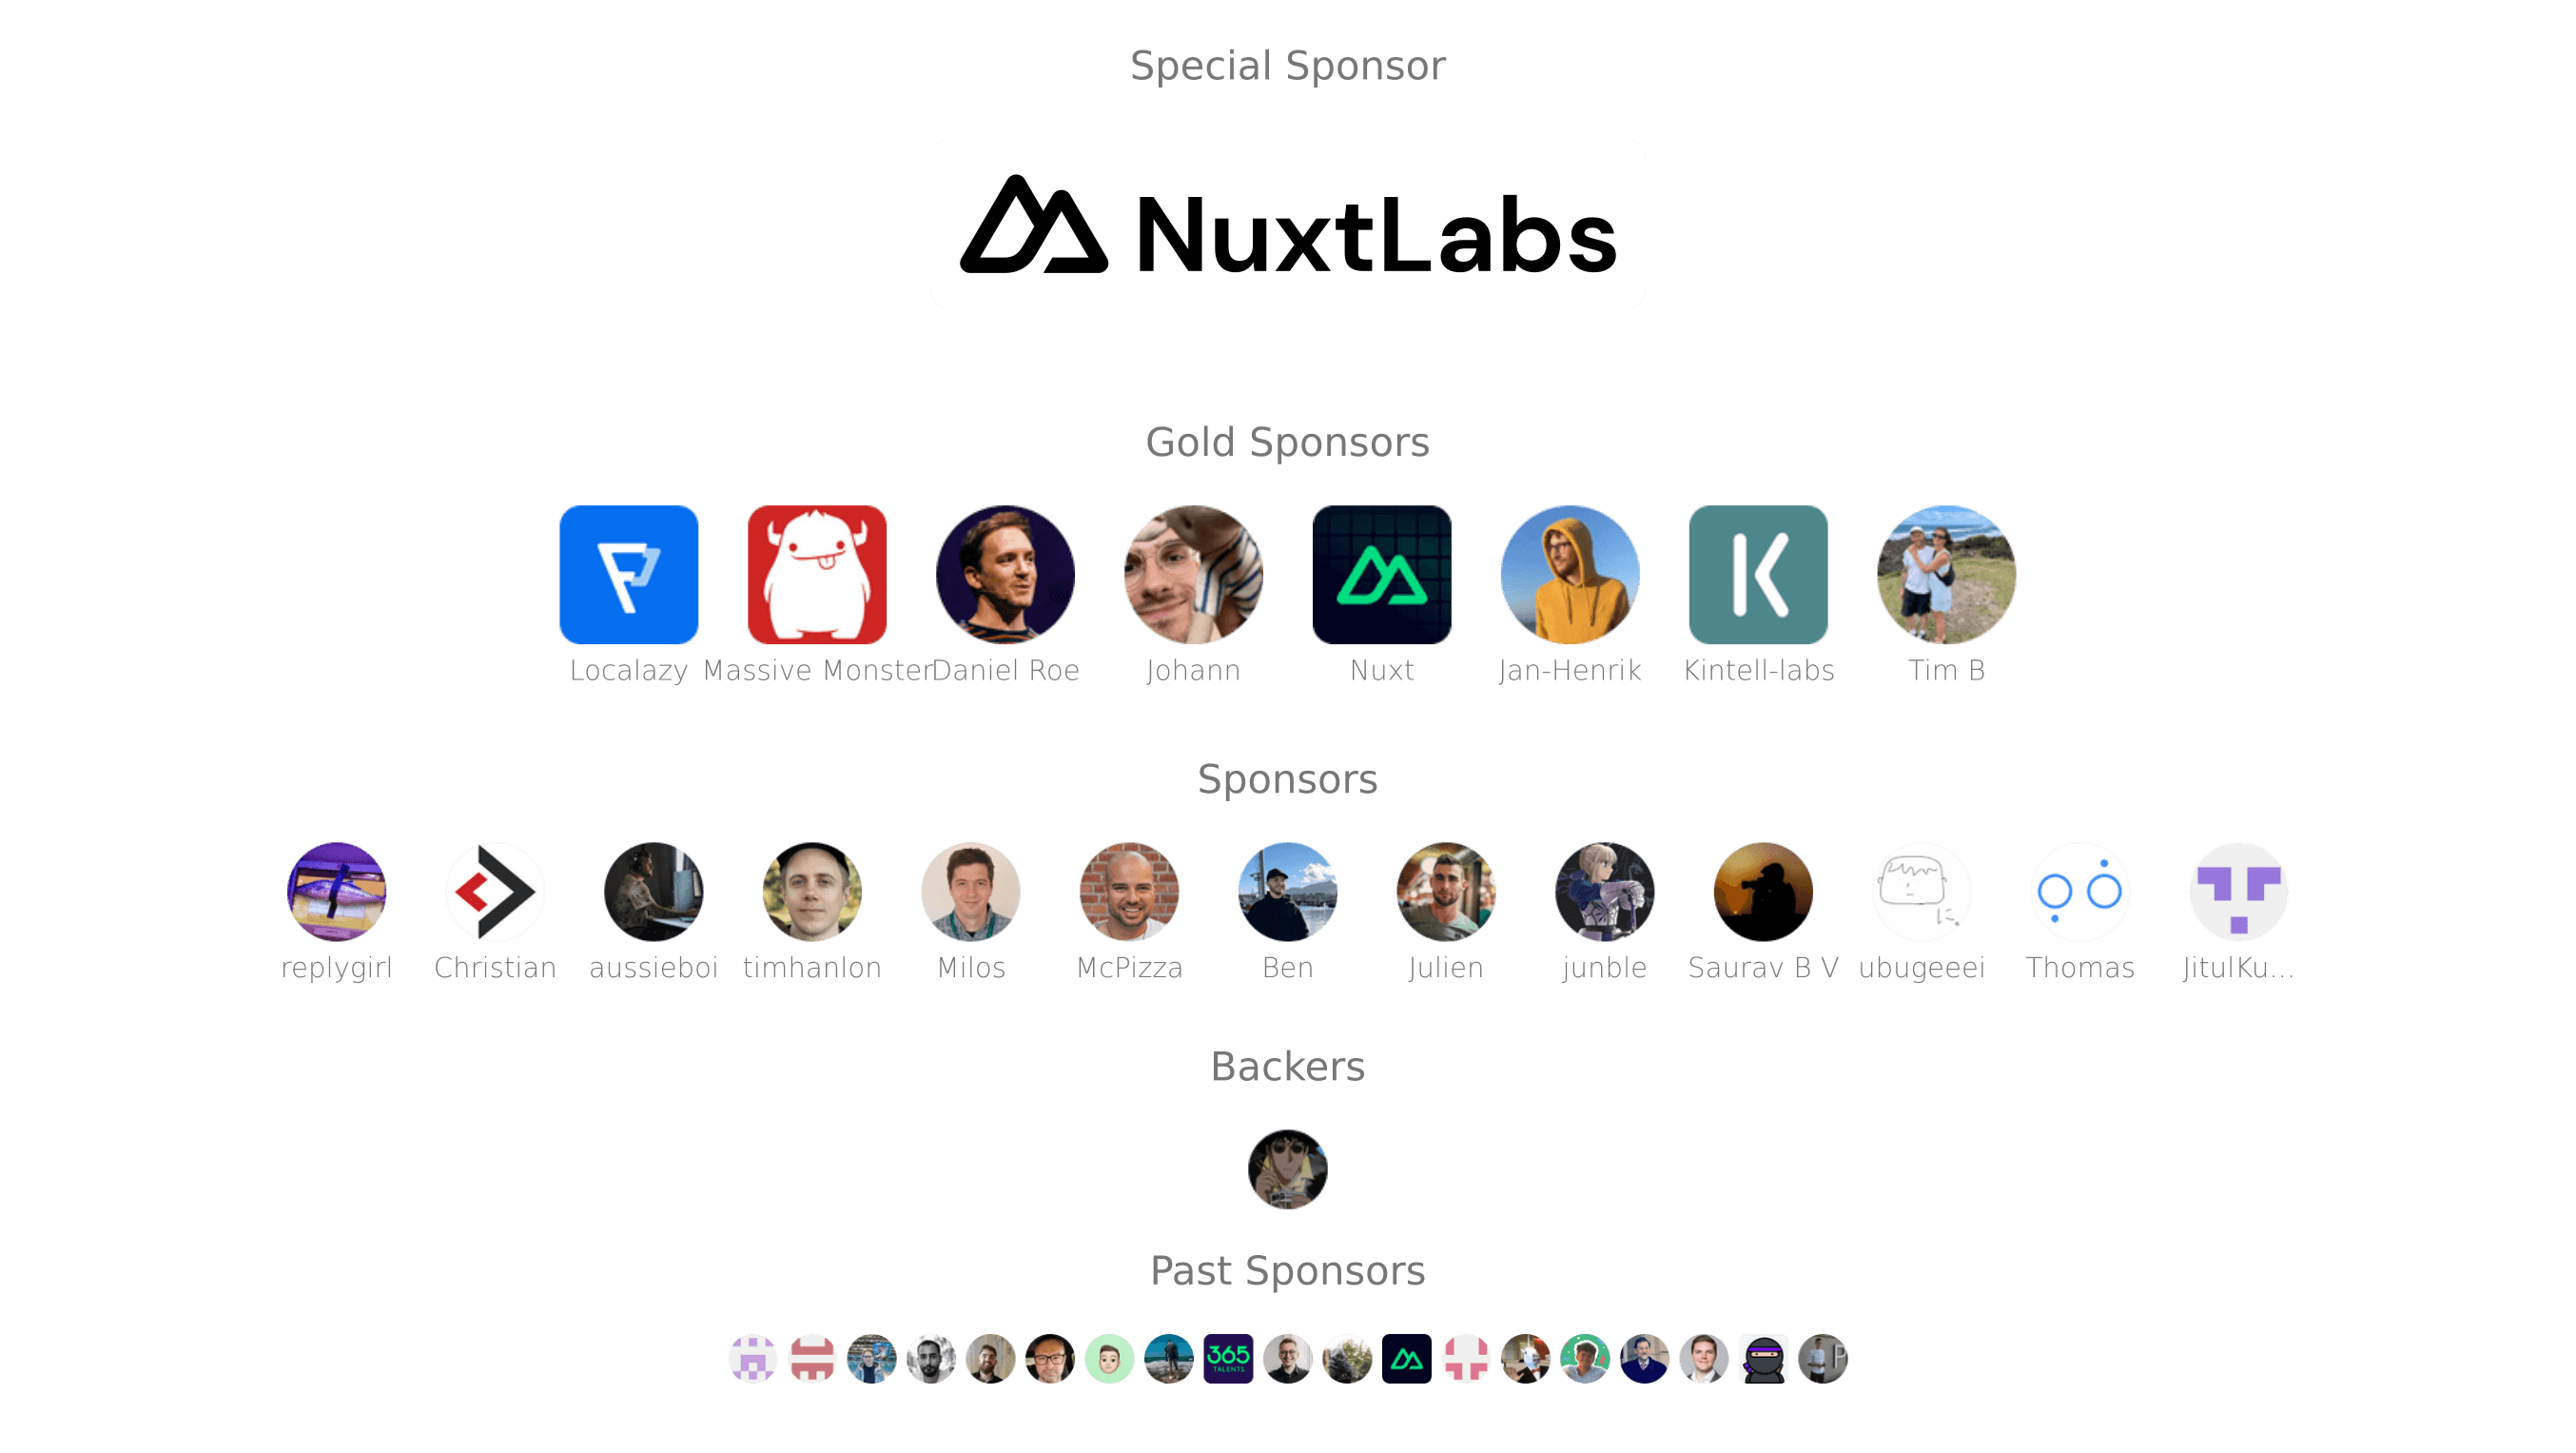 Special Sponsor
NuxtLabs
Gold Sponsors
Localazy Massive Monster Daniel Roe Johann Nuxt Jan-Henrik Kintell-labs Tim B
Sponsors
replygirl Christian aussieboi timhanlon Milos McPizza Ben Julien junble Saurav B V ubugeeei Thomas JitulKu...
Backers
Past Sponsors
365
TALENTS
P